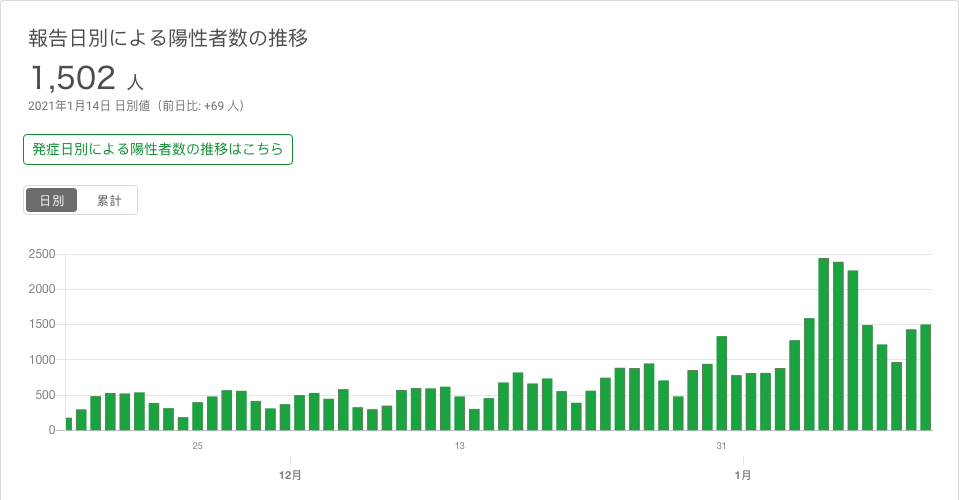 報告日別による陽性者数の推移
1,502 人
2021年1月14日 日別値（前日比: +69 人）
発症日別による陽性者数の推移はこちら
日別 累計
2500
2000
1500
1000
500
0
25 13 31
12月 1月